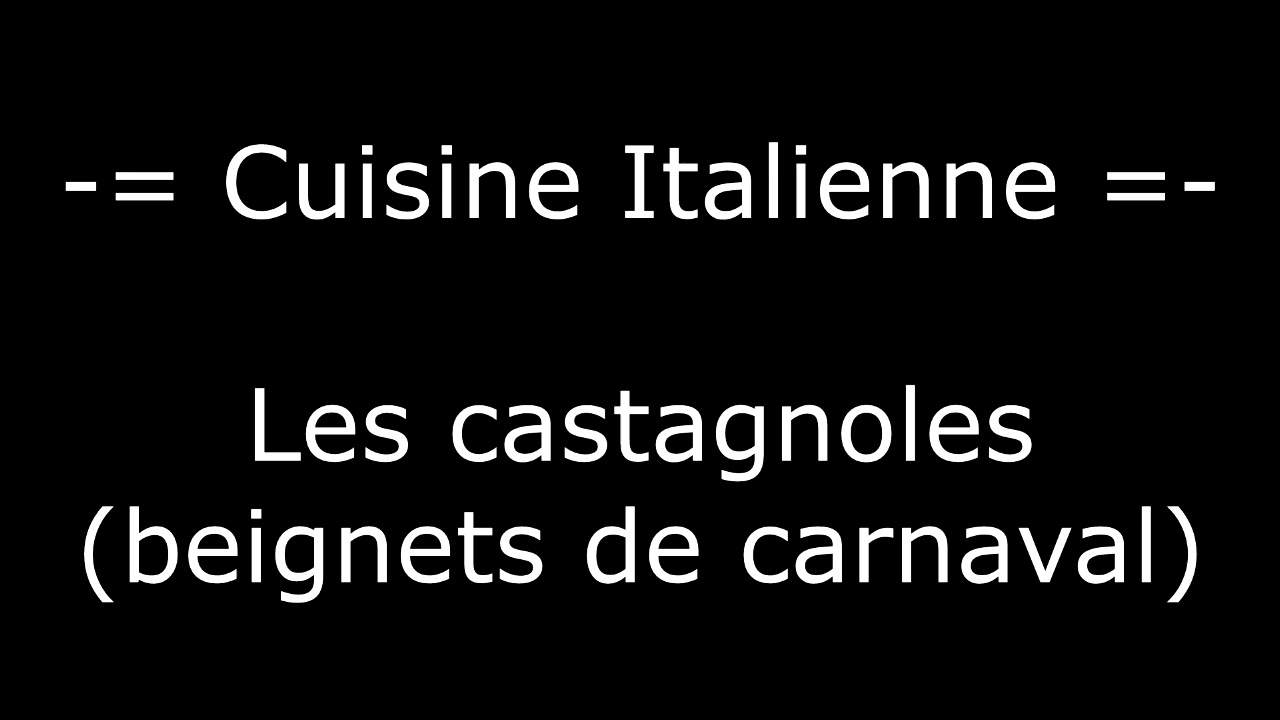 -= Cuisine Italienne =-
Les castagnoles
(beignets de carnaval)